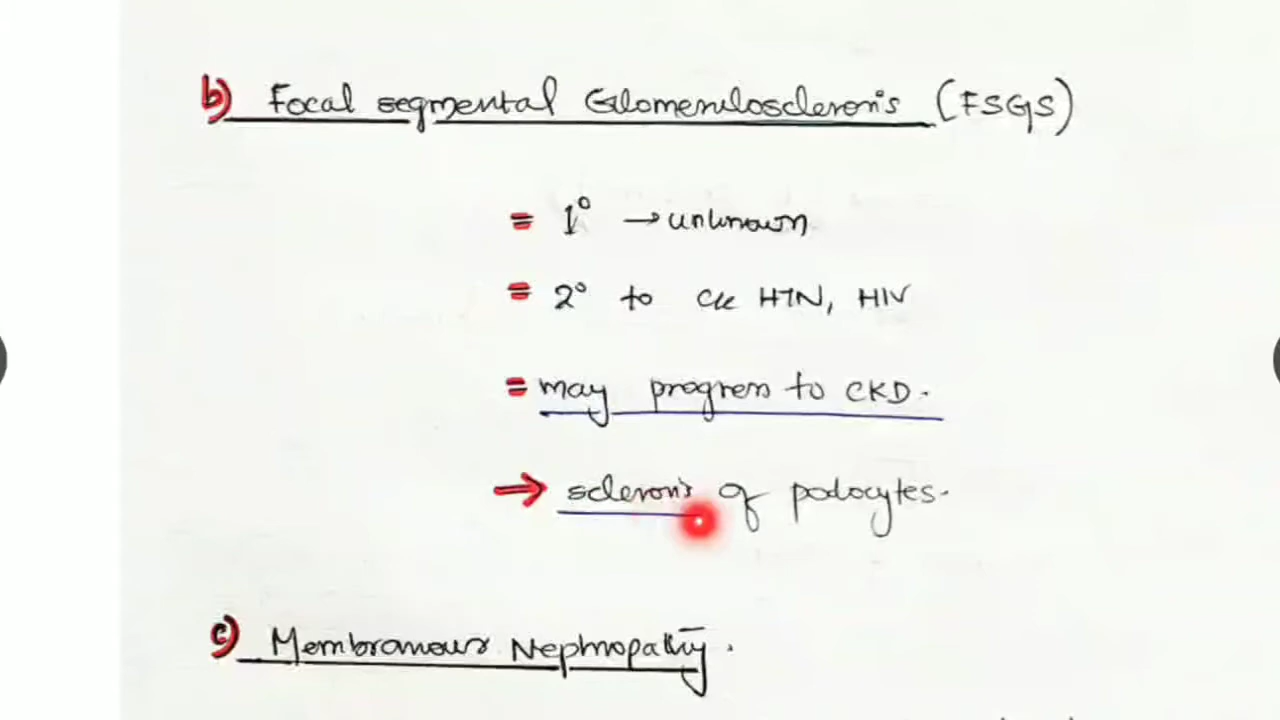 b) Focal segmental Glomerulosclerosis (FSGS)
= 1° → unknown
= 2° to HTN, HIV
= may progress to CKD.
→ sclerosis of podocytes.
c) Membranous Nephropathy.